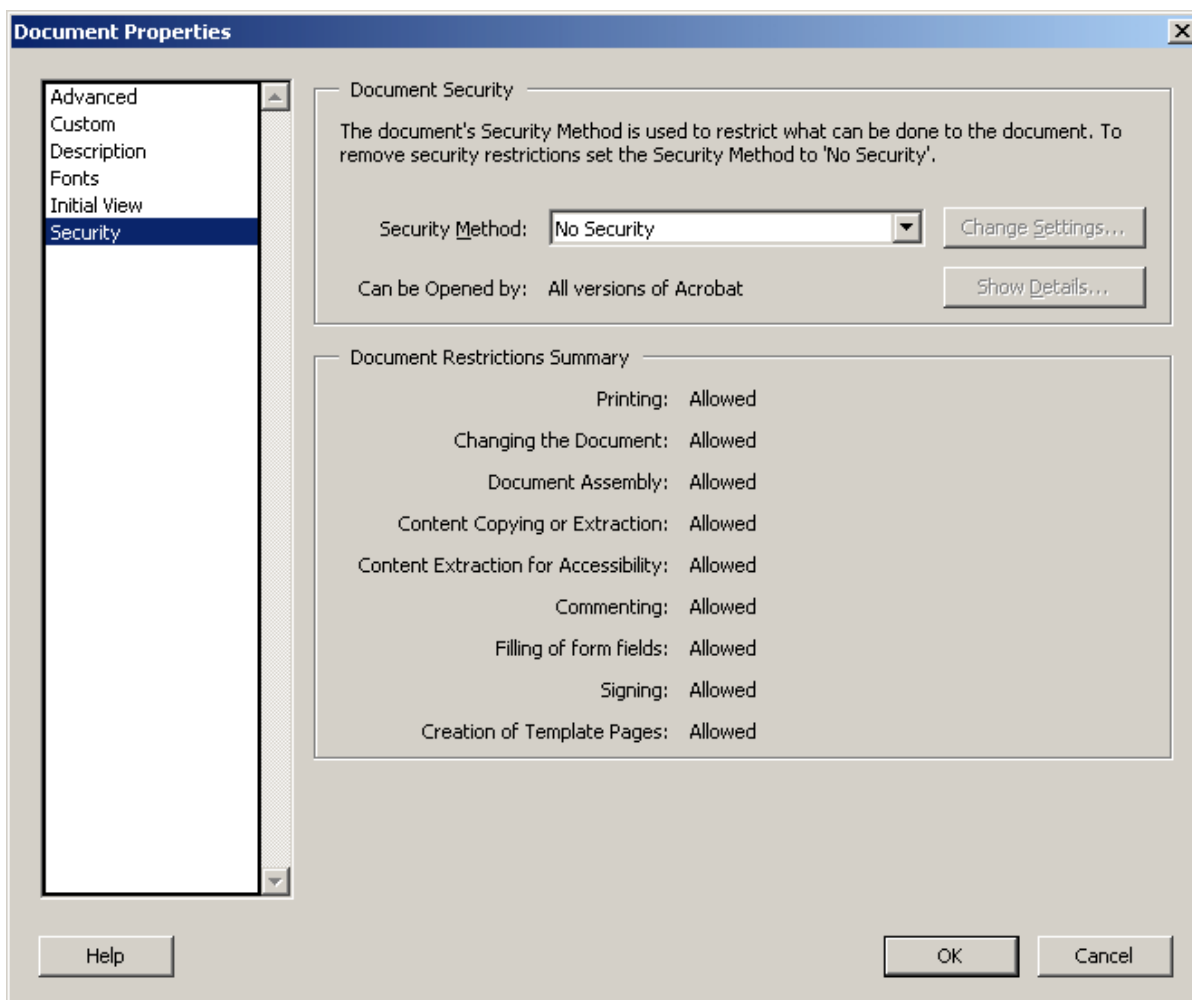 Document Properties
Advanced
Custom
Description
Fonts
Initial View
Security
Document Security
The document's Security Method is used to restrict what can be done to the document. To
remove security restrictions set the Security Method to 'No Security'.
Security Method: No Security Change Settings...
Can be Opened by: All versions of Acrobat Show Details...
Document Restrictions Summary
Printing: Allowed
Changing the Document: Allowed
Document Assembly: Allowed
Content Copying or Extraction: Allowed
Content Extraction for Accessibility: Allowed
Commenting: Allowed
Filling of form fields: Allowed
Signing: Allowed
Creation of Template Pages: Allowed
Help OK Cancel